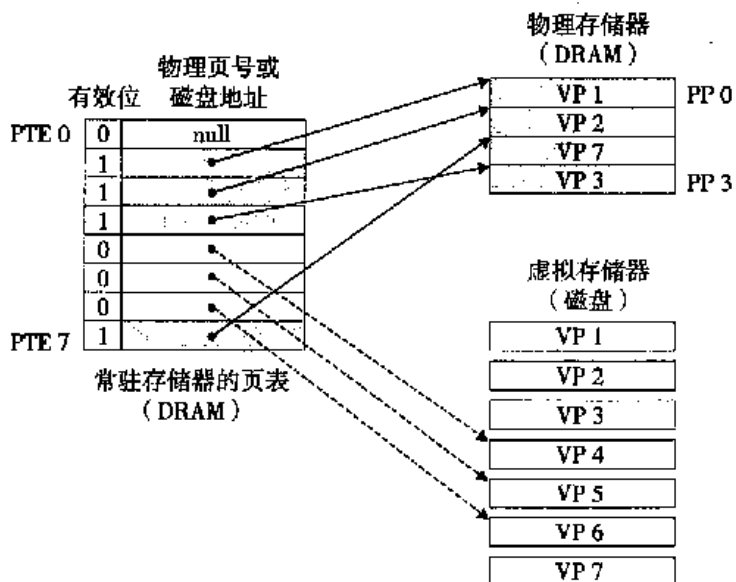 物理页号或
有效位 磁盘地址
PTE 0 0 null
1
1
1
0
0
0
PTE 7 1
常驻存储器的页表
(DRAM)
物理存储器
(DRAM)
VP 1 PP 0
VP 2
VP 7
VP 3 PP 3
虚拟存储器
(磁盘)
VP 1
VP 2
VP 3
VP 4
VP 5
VP 6
VP 7